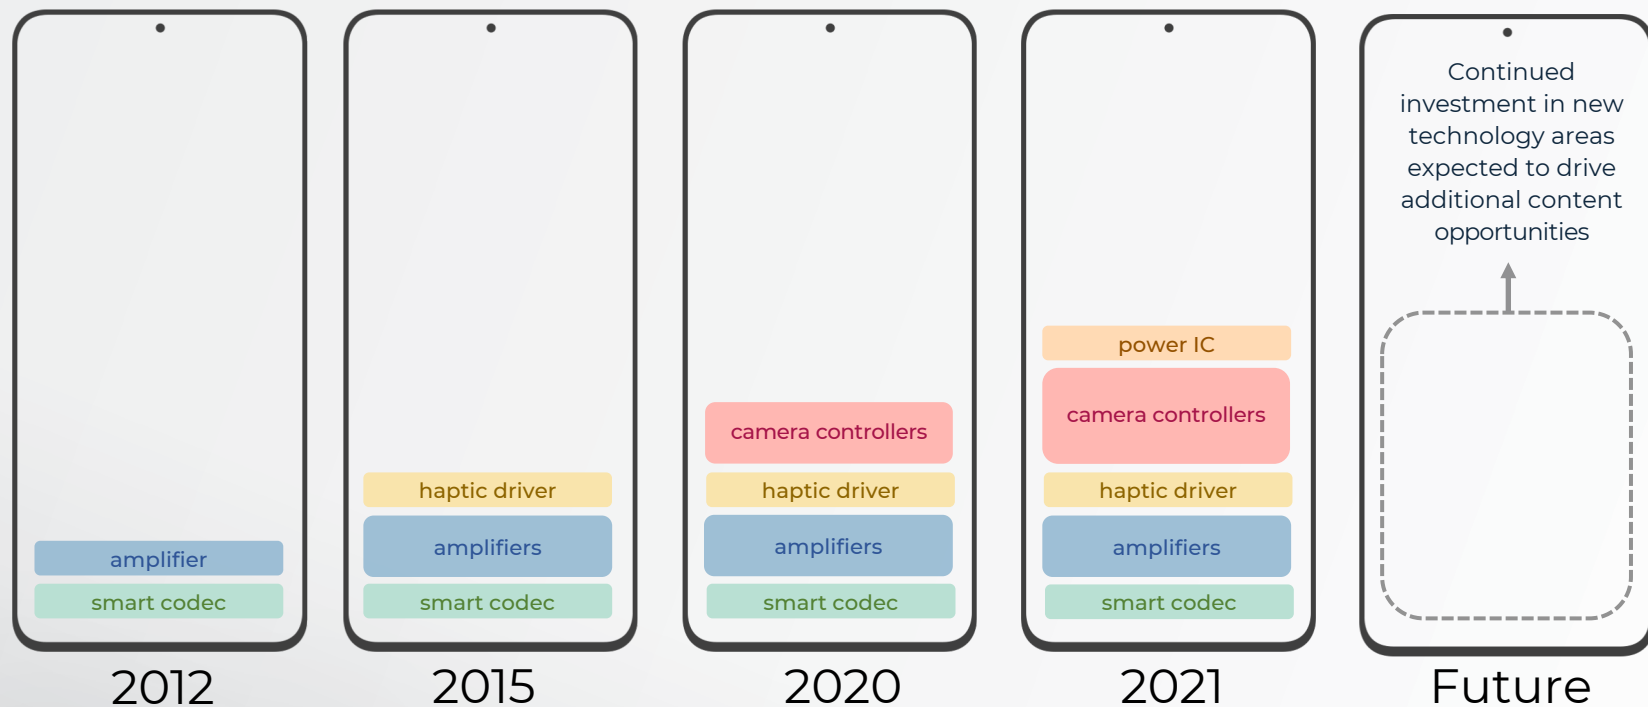 amplifier
smart codec
2012
haptic driver
amplifiers
smart codec
2015
camera controllers
haptic driver
amplifiers
smart codec
2020
power IC
camera controllers
haptic driver
amplifiers
smart codec
2021
Continued
investment in new
technology areas
expected to drive
additional content
opportunities
Future